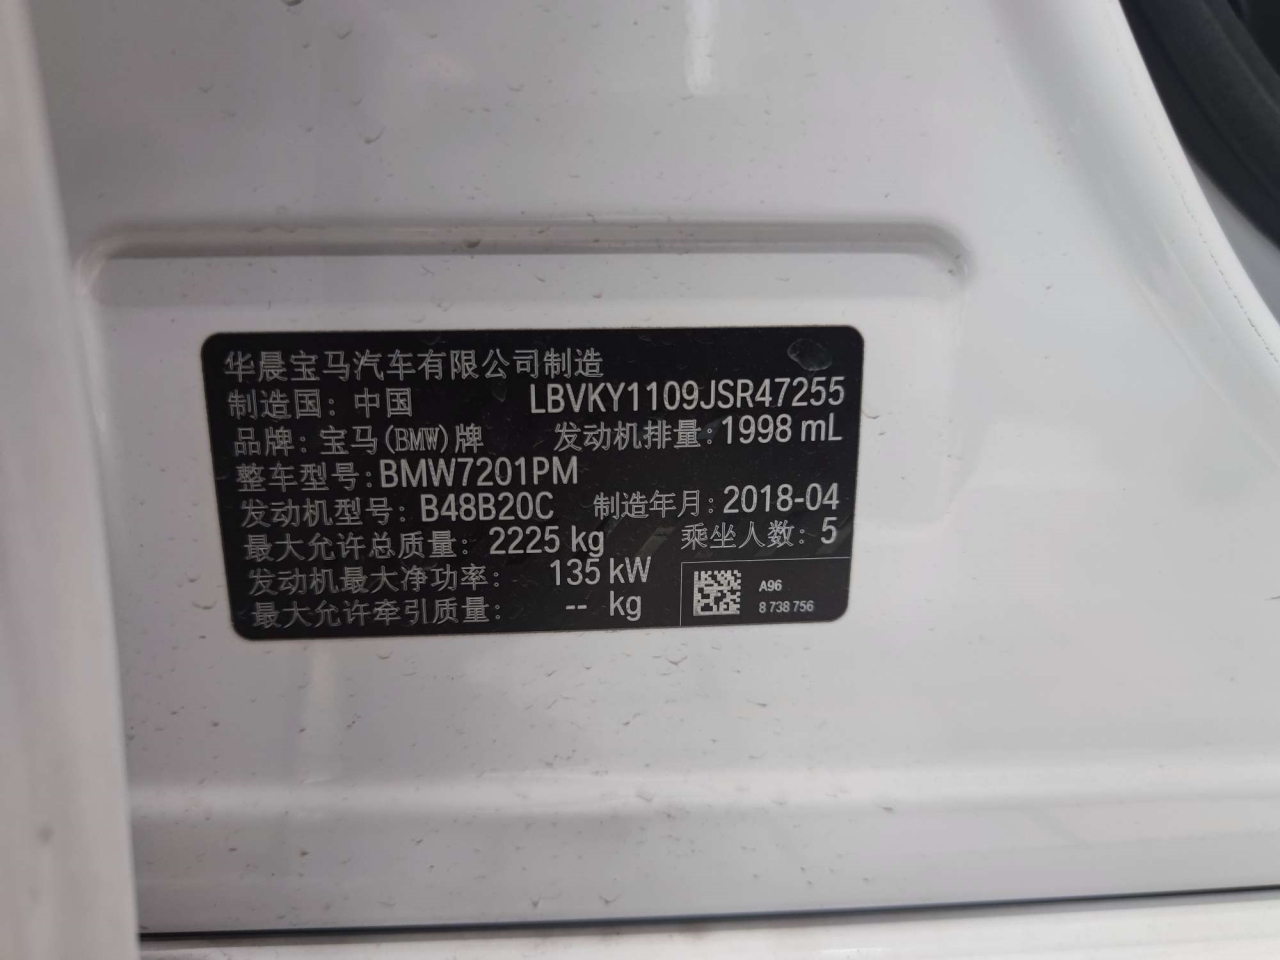 华晨宝马汽车有限公司制造
制造国：中国 LBVKY1109JSR47255
品牌：宝马(BMW)牌 发动机排量：1998 mL
整车型号：BMW7201PM
发动机型号：B48B20C 制造年月：2018-04
最大允许总质量：2225 kg 乘坐人数：5
发动机最大净功率：135 kW
最大允许牵引质量：-- kg
A96
8 738 756